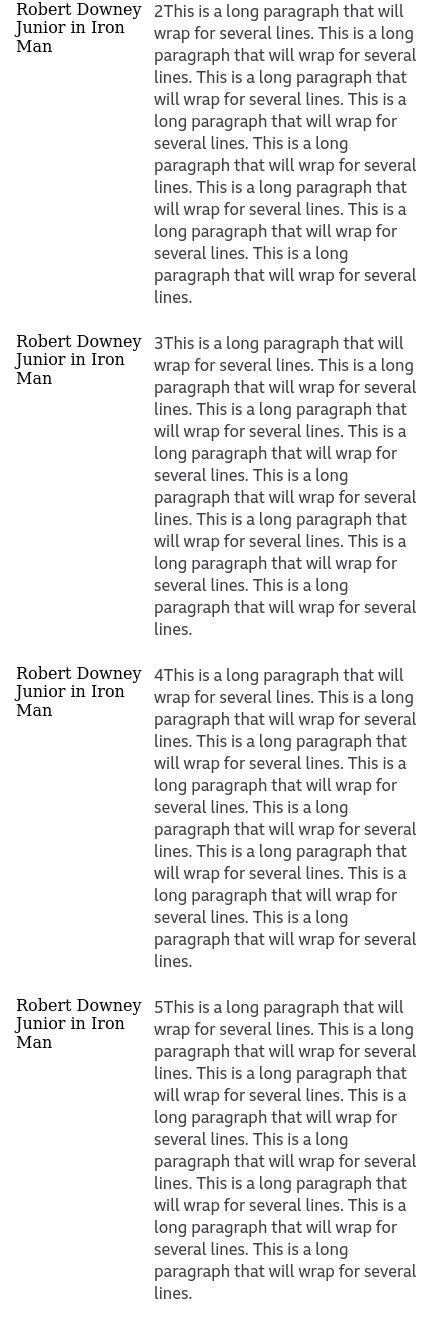 Robert Downey
Junior in Iron
Man
2This is a long paragraph that will
wrap for several lines. This is a long
paragraph that will wrap for several
lines. This is a long paragraph that
will wrap for several lines. This is a
long paragraph that will wrap for
several lines. This is a long
paragraph that will wrap for several
lines. This is a long paragraph that
will wrap for several lines. This is a
long paragraph that will wrap for
several lines. This is a long
paragraph that will wrap for several
lines.
Robert Downey
Junior in Iron
Man
3This is a long paragraph that will
wrap for several lines. This is a long
paragraph that will wrap for several
lines. This is a long paragraph that
will wrap for several lines. This is a
long paragraph that will wrap for
several lines. This is a long
paragraph that will wrap for several
lines. This is a long paragraph that
will wrap for several lines. This is a
long paragraph that will wrap for
several lines. This is a long
paragraph that will wrap for several
lines.
Robert Downey
Junior in Iron
Man
4This is a long paragraph that will
wrap for several lines. This is a long
paragraph that will wrap for several
lines. This is a long paragraph that
will wrap for several lines. This is a
long paragraph that will wrap for
several lines. This is a long
paragraph that will wrap for several
lines. This is a long paragraph that
will wrap for several lines. This is a
long paragraph that will wrap for
several lines. This is a long
paragraph that will wrap for several
lines.
Robert Downey
Junior in Iron
Man
5This is a long paragraph that will
wrap for several lines. This is a long
paragraph that will wrap for several
lines. This is a long paragraph that
will wrap for several lines. This is a
long paragraph that will wrap for
several lines. This is a long
paragraph that will wrap for several
lines. This is a long paragraph that
will wrap for several lines. This is a
long paragraph that will wrap for
several lines. This is a long
paragraph that will wrap for several
lines.